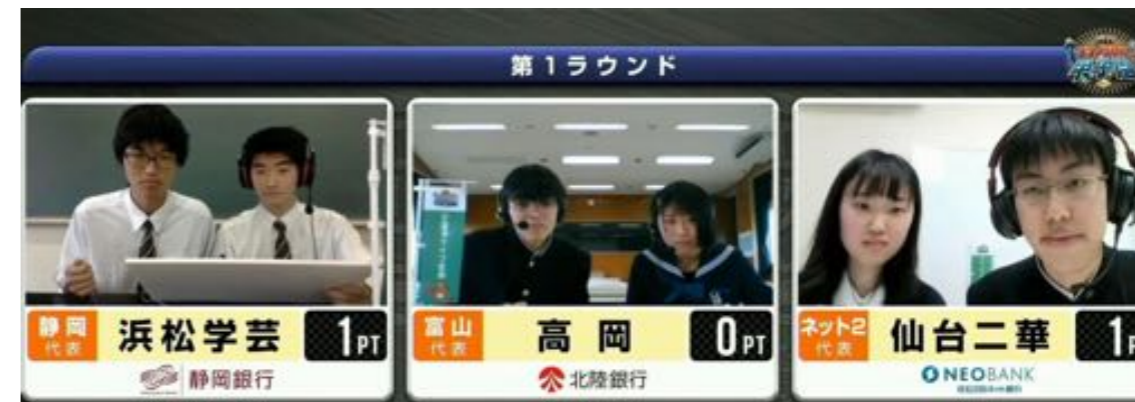 第1ラウンド
静岡
代表
浜松学芸
1PT
静岡銀行
富山
代表
高岡
0PT
北陸銀行
ネット2
代表
仙台二華
1P
NEOBANK